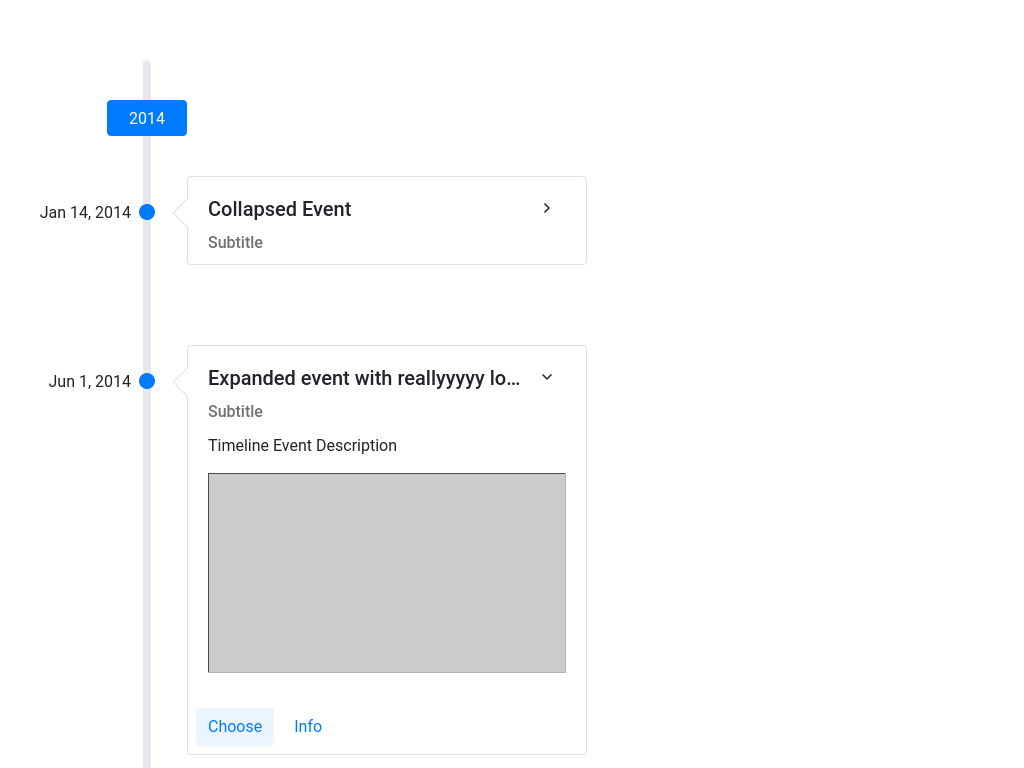 2014
Jan 14, 2014
Collapsed Event
Subtitle
Jun 1, 2014
Expanded event with reallyyyyy lo…
Subtitle
Timeline Event Description
Choose Info